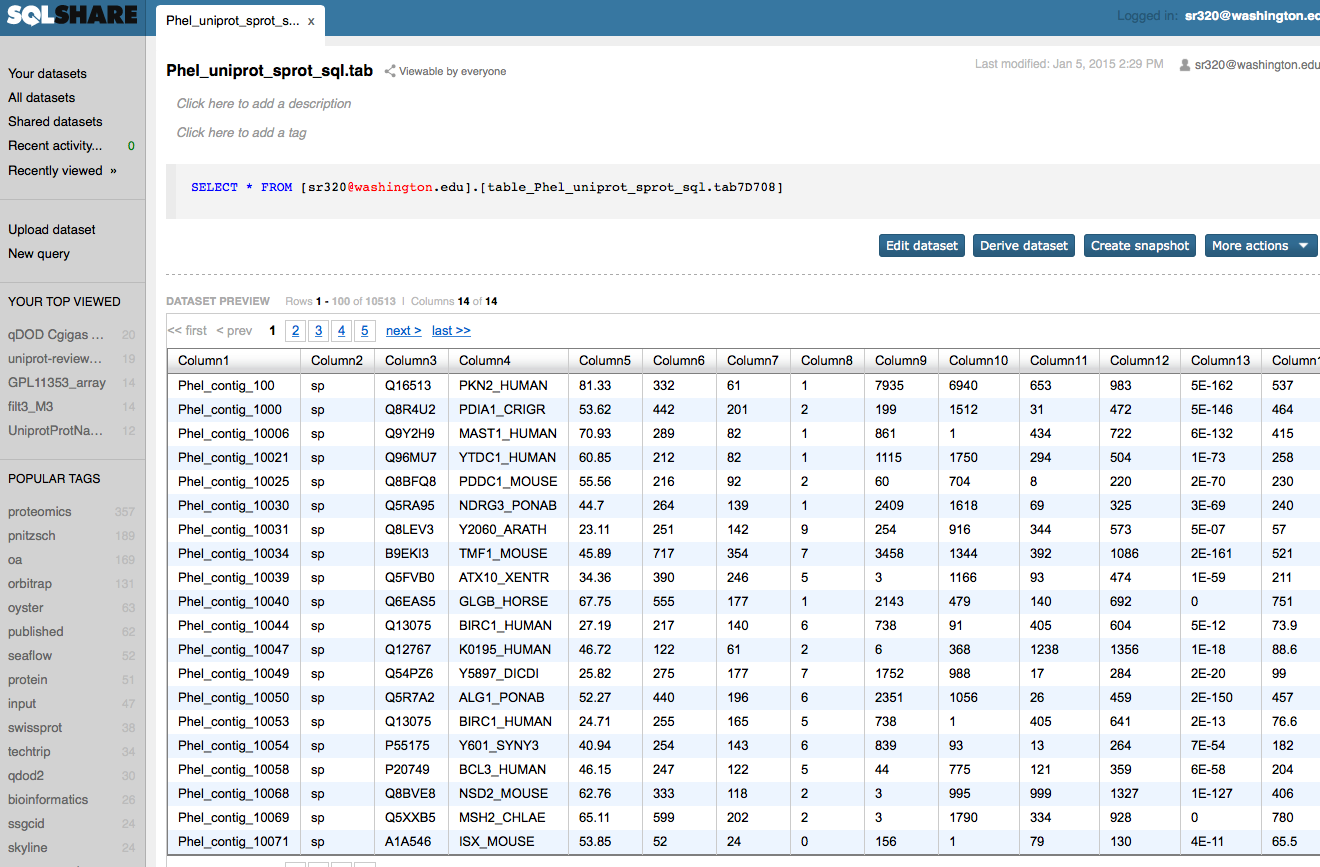 SQLSHARE
Phel_uniprot_sprot_s... x
Logged in: sr320@washington.ed
Your datasets
All datasets
Shared datasets
Recent activity... 0
Recently viewed »
Upload dataset
New query
YOUR TOP VIEWED
qDOD Cgigas ... 20
uniprot-review... 19
GPL11353_array 14
filt3_M3 14
UniprotProtNa... 12
POPULAR TAGS
proteomics 357
pnitzsch 189
oa 169
orbitrap 131
oyster 63
published 62
seaflow 52
protein 51
input 47
swissprot 38
techtrip 34
qdod2 30
bioinformatics 26
ssgcid 24
skyline 24
Phel_uniprot_sprot_sql.tab Viewable by everyone
Last modified: Jan 5, 2015 2:29 PM sr320@washington.edu
Click here to add a description
Click here to add a tag
SELECT * FROM [sr320@washington.edu].[table_Phel_uniprot_sprot_sql.tab7D708]
Edit dataset Derive dataset Create snapshot More actions
DATASET PREVIEW Rows 1 - 100 of 10513 | Columns 14 of 14
<< first < prev 1 2 3 4 5 next > last >>
Column1 Column2 Column3 Column4 Column5 Column6 Column7 Column8 Column9 Column10 Column11 Column12 Column13 Column1
Phel_contig_100 sp Q16513 PKN2_HUMAN 81.33 332 61 1 7935 6940 653 983 5E-162 537
Phel_contig_1000 sp Q8R4U2 PDIA1_CRIGR 53.62 442 201 2 199 1512 31 472 5E-146 464
Phel_contig_10006 sp Q9Y2H9 MAST1_HUMAN 70.93 289 82 1 861 1 434 722 6E-132 415
Phel_contig_10021 sp Q96MU7 YTDC1_HUMAN 60.85 212 82 1 1115 1750 294 504 1E-73 258
Phel_contig_10025 sp Q8BFQ8 PDDC1_MOUSE 55.56 216 92 2 60 704 8 220 2E-70 230
Phel_contig_10030 sp Q5RA95 NDRG3_PONAB 44.7 264 139 1 2409 1618 69 325 3E-69 240
Phel_contig_10031 sp Q8LEV3 Y2060_ARATH 23.11 251 142 9 254 916 344 573 5E-07 57
Phel_contig_10034 sp B9EKI3 TMF1_MOUSE 45.89 717 354 7 3458 1344 392 1086 2E-161 521
Phel_contig_10039 sp Q5FVB0 ATX10_XENTR 34.36 390 246 5 3 1166 93 474 1E-59 211
Phel_contig_10040 sp Q6EAS5 GLGB_HORSE 67.75 555 177 1 2143 479 140 692 0 751
Phel_contig_10044 sp Q13075 BIRC1_HUMAN 27.19 217 140 6 738 91 405 604 5E-12 73.9
Phel_contig_10047 sp Q12767 K0195_HUMAN 46.72 122 61 2 6 368 1238 1356 1E-18 88.6
Phel_contig_10049 sp Q54PZ6 Y5897_DICDI 25.82 275 177 7 1752 988 17 284 2E-20 99
Phel_contig_10050 sp Q5R7A2 ALG1_PONAB 52.27 440 196 6 2351 1056 26 459 2E-150 457
Phel_contig_10053 sp Q13075 BIRC1_HUMAN 24.71 255 165 5 738 1 405 641 2E-13 76.6
Phel_contig_10054 sp P55175 Y601_SYNY3 40.94 254 143 6 839 93 13 264 7E-54 182
Phel_contig_10058 sp P20749 BCL3_HUMAN 46.15 247 122 5 44 775 121 359 6E-58 204
Phel_contig_10068 sp Q8BVE8 NSD2_MOUSE 62.76 333 118 2 3 995 999 1327 1E-127 406
Phel_contig_10069 sp Q5XXB5 MSH2_CHLAE 65.11 599 202 2 3 1790 334 928 0 780
Phel_contig_10071 sp A1A546 ISX_MOUSE 53.85 52 24 0 156 1 79 130 4E-11 65.5